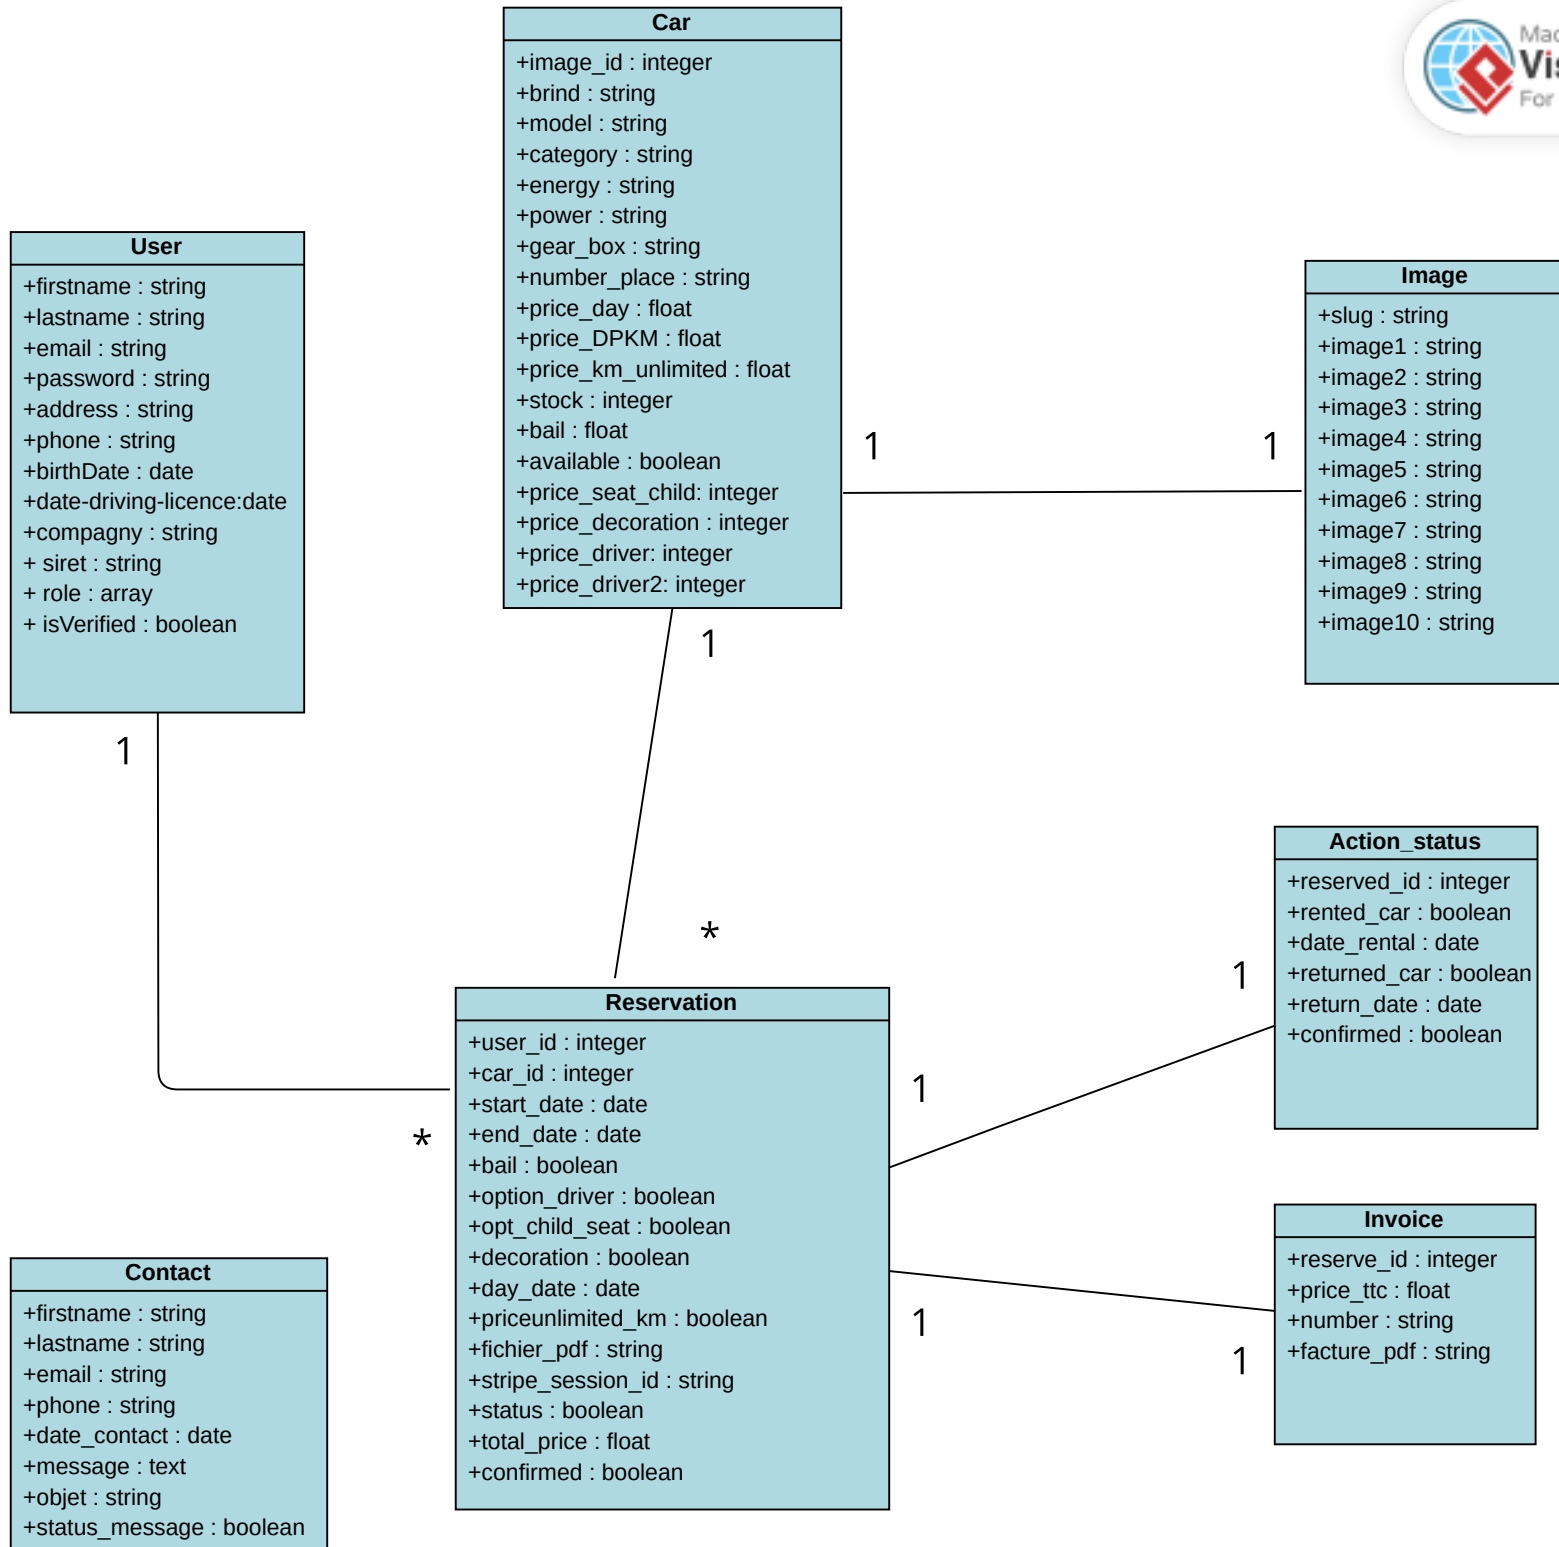 Car
+image_id : integer
+brind : string
+model : string
+category : string
+energy : string
+power : string
+gear_box : string
+number_place : string
+price_day : float
+price_DPKM : float
+price_km_unlimited : float
+stock : integer
+bail : float
+available : boolean
+price_seat_child: integer
+price_decoration : integer
+price_driver: integer
+price_driver2: integer
For
User
+firstname : string
+lastname : string
+email : string
+password : string
+address : string
+phone : string
+birthDate : date
+date-driving-licence:date
+compagny : string
+ siret : string
+ role : array
+ isVerified : boolean
Image
+slug : string
+image1 : string
+image2 : string
+image3 : string
+image4 : string
+image5 : string
+image6 : string
+image7 : string
+image8 : string
+image9 : string
+image10 : string
1
1
1
1
*
*
Action_status
+reserved_id : integer
+rented_car : boolean
+date_rental : date
+returned_car : boolean
+return_date : date
+confirmed : boolean
1
1
Reservation
+user_id : integer
+car_id : integer
+start_date : date
+end_date : date
+bail : boolean
+option_driver : boolean
+opt_child_seat : boolean
+decoration : boolean
+day_date : date
+priceunlimited_km : boolean
+fichier_pdf : string
+stripe_session_id : string
+status : boolean
+total_price : float
+confirmed : boolean
1
1
Invoice
+reserve_id : integer
+price_ttc : float
+number : string
+facture_pdf : string
Contact
+firstname : string
+lastname : string
+email : string
+phone : string
+date_contact : date
+message : text
+objet : string
+status_message : boolean